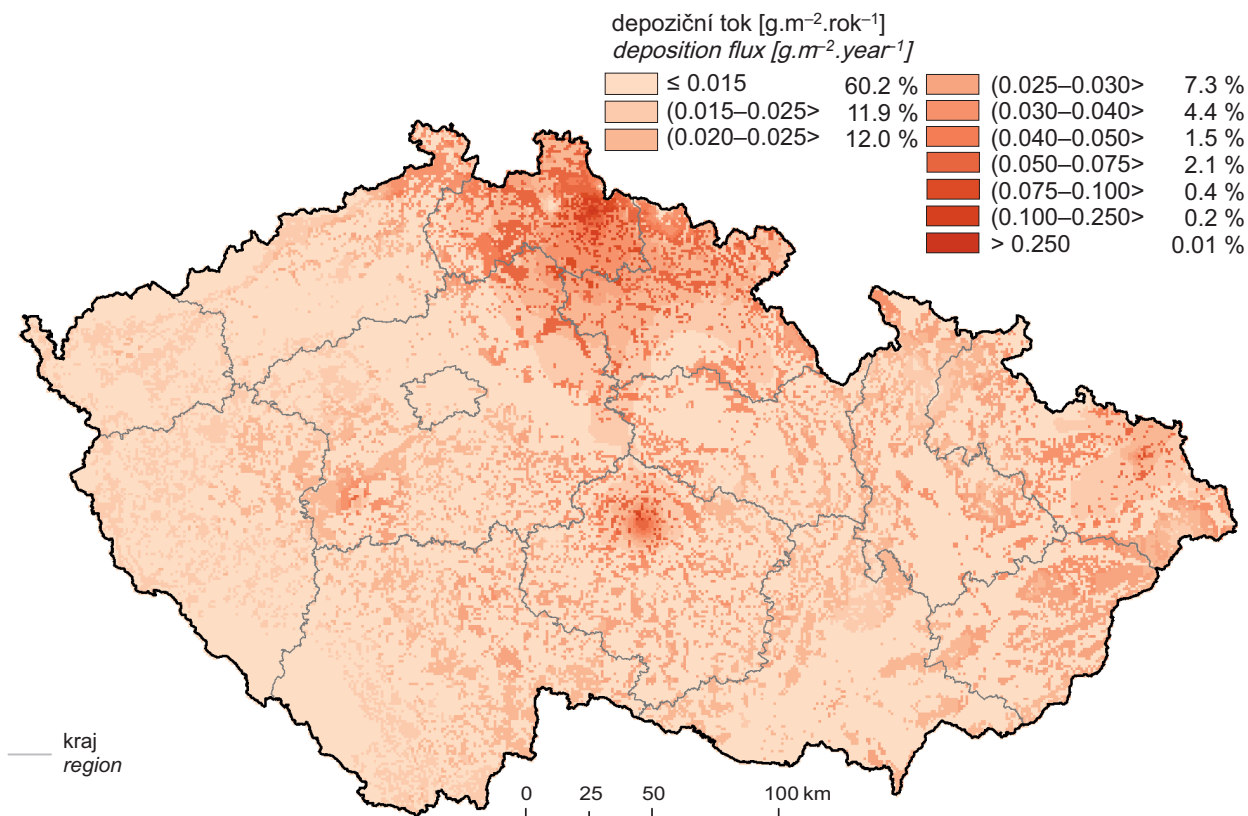 depoziční tok [g.m⁻².rok⁻¹]
deposition flux [g.m⁻².year⁻¹]
≤ 0.015 60.2 %
(0.015–0.025> 11.9 %
(0.020–0.025> 12.0 %
(0.025–0.030> 7.3 %
(0.030–0.040> 4.4 %
(0.040–0.050> 1.5 %
(0.050–0.075> 2.1 %
(0.075–0.100> 0.4 %
(0.100–0.250> 0.2 %
> 0.250 0.01 %
kraj
region
0 25 50 100 km